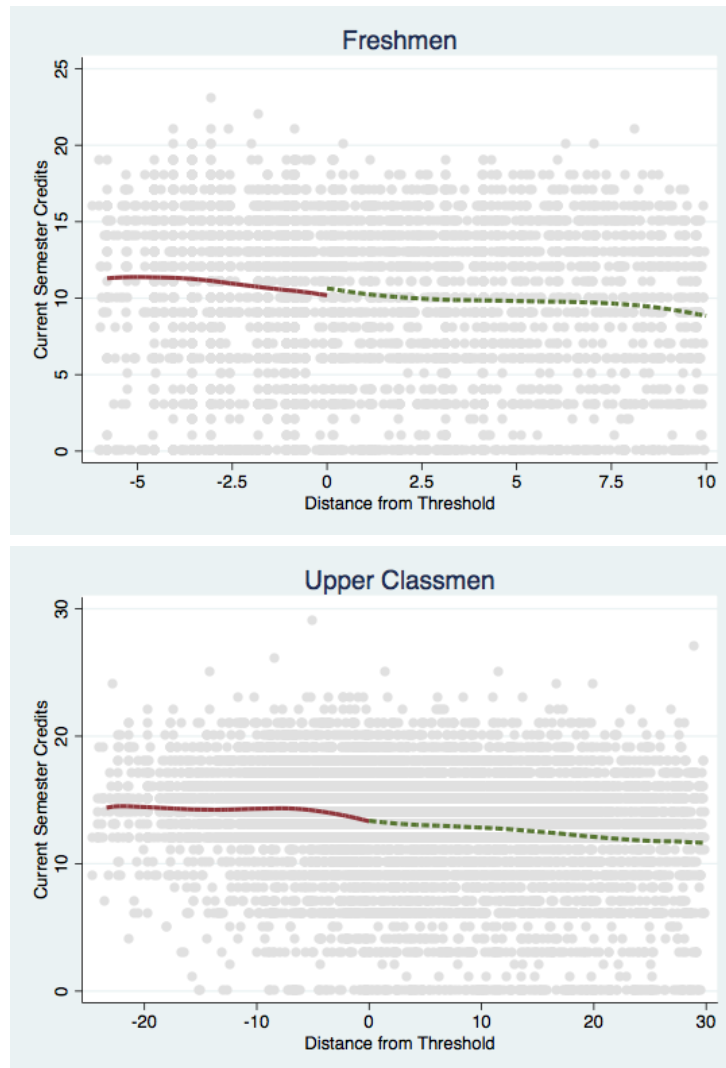 Freshmen
Current Semester Credits
25
20
15
10
5
0
-5 -2.5 0 2.5 5 7.5 10
Distance from Threshold
Upper Classmen
Current Semester Credits
30
20
10
0
-20 -10 0 10 20 30
Distance from Threshold